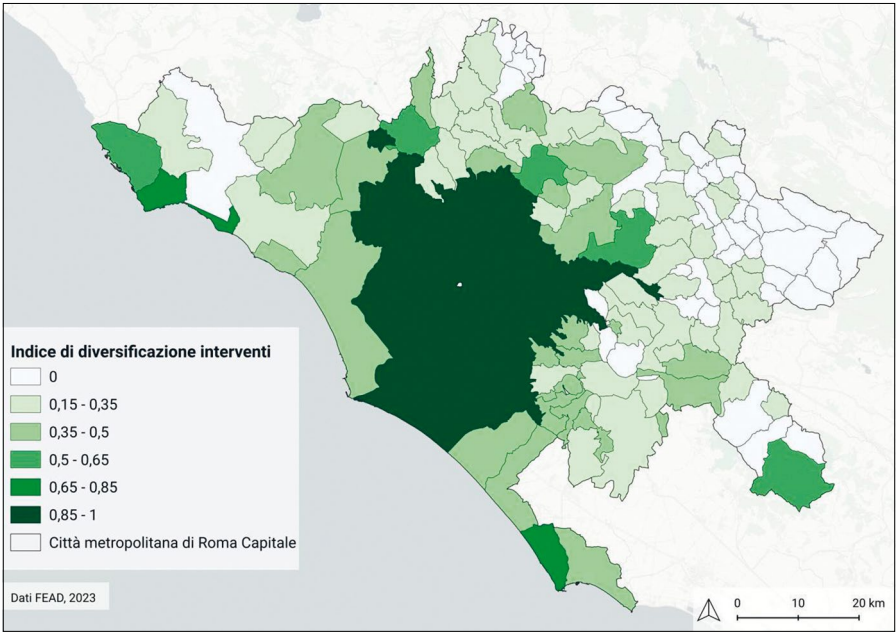 Indice di diversificazione interventi
0
0,15 - 0,35
0,35 - 0,5
0,5 - 0,65
0,65 - 0,85
0,85 - 1
Città metropolitana di Roma Capitale
Dati FEAD, 2023
0 10 20 km